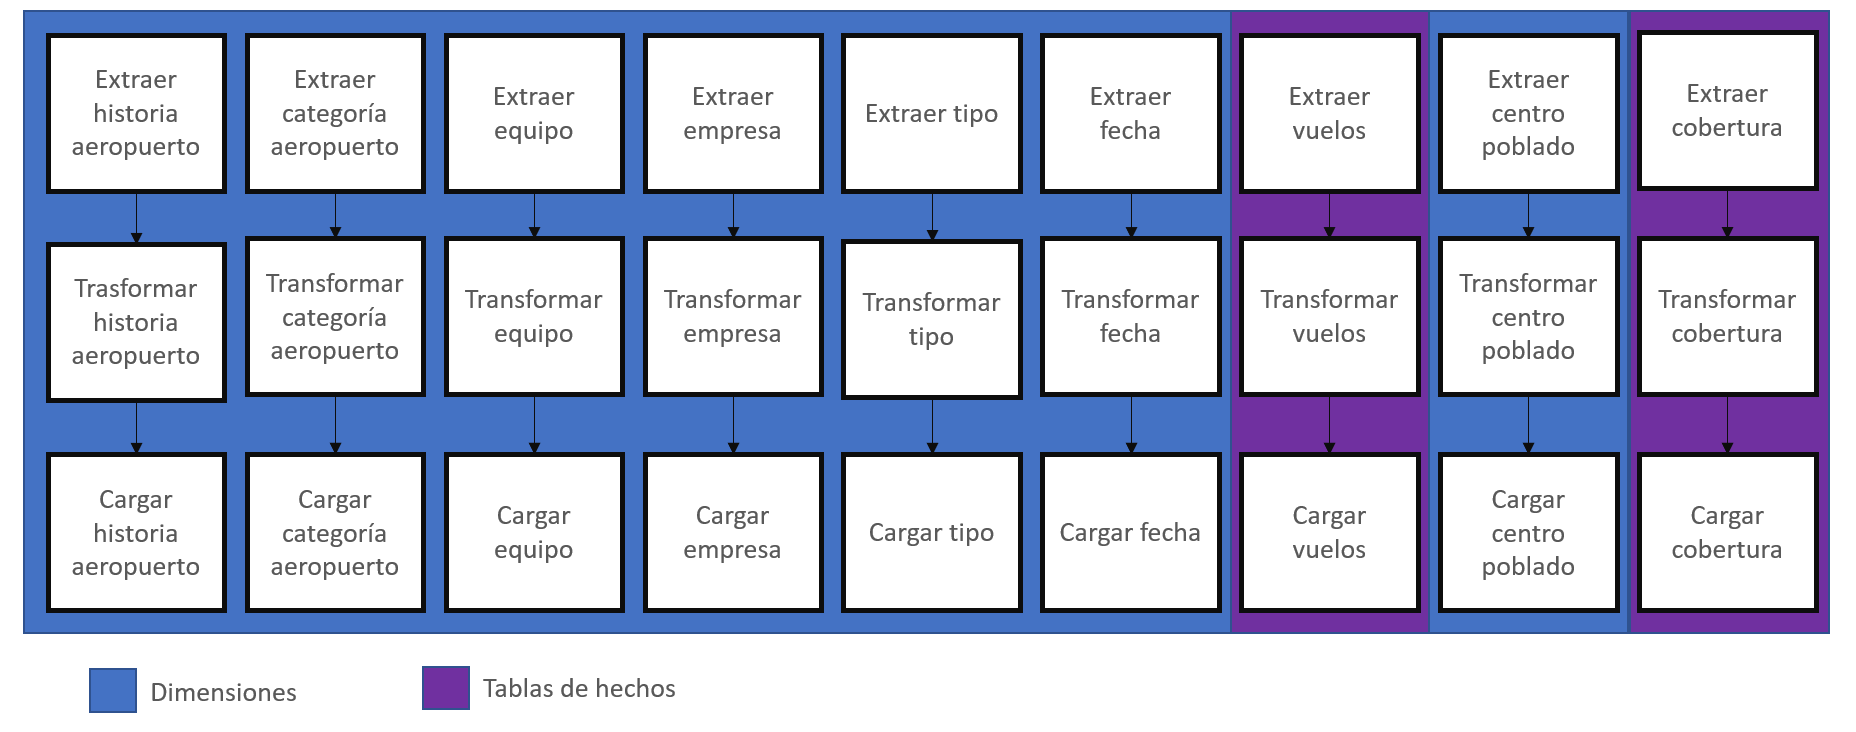 Extraer
historia
aeropuerto
Extraer
categoría
aeropuerto
Extraer
equipo
Extraer
empresa
Extraer tipo
Extraer
fecha
Extraer
vuelos
Extraer
centro
poblado
Extraer
cobertura
Trasformar
historia
aeropuerto
Transformar
categoría
aeropuerto
Transformar
equipo
Transformar
empresa
Transformar
tipo
Transformar
fecha
Transformar
vuelos
Transformar
centro
poblado
Transformar
cobertura
Cargar
historia
aeropuerto
Cargar
categoría
aeropuerto
Cargar
equipo
Cargar
empresa
Cargar tipo
Cargar fecha
Cargar
vuelos
Cargar
centro
poblado
Cargar
cobertura
Dimensiones
Tablas de hechos